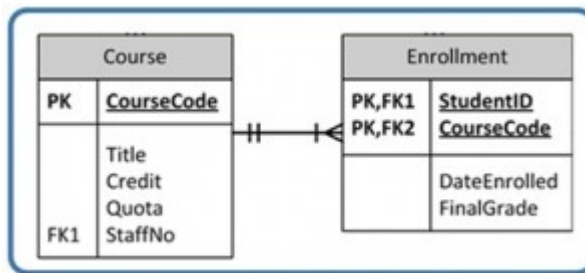 Course
PK CourseCode
Title
Credit
Quota
FK1 StaffNo
Enrollment
PK,FK1 StudentID
PK,FK2 CourseCode
DateEnrolled
FinalGrade